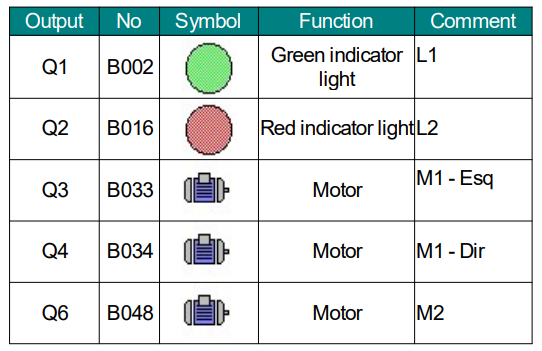 Output No Symbol Function Comment
Q1 B002 Green indicator light L1
Q2 B016 Red indicator light L2
Q3 B033 Motor M1 - Esq
Q4 B034 Motor M1 - Dir
Q6 B048 Motor M2